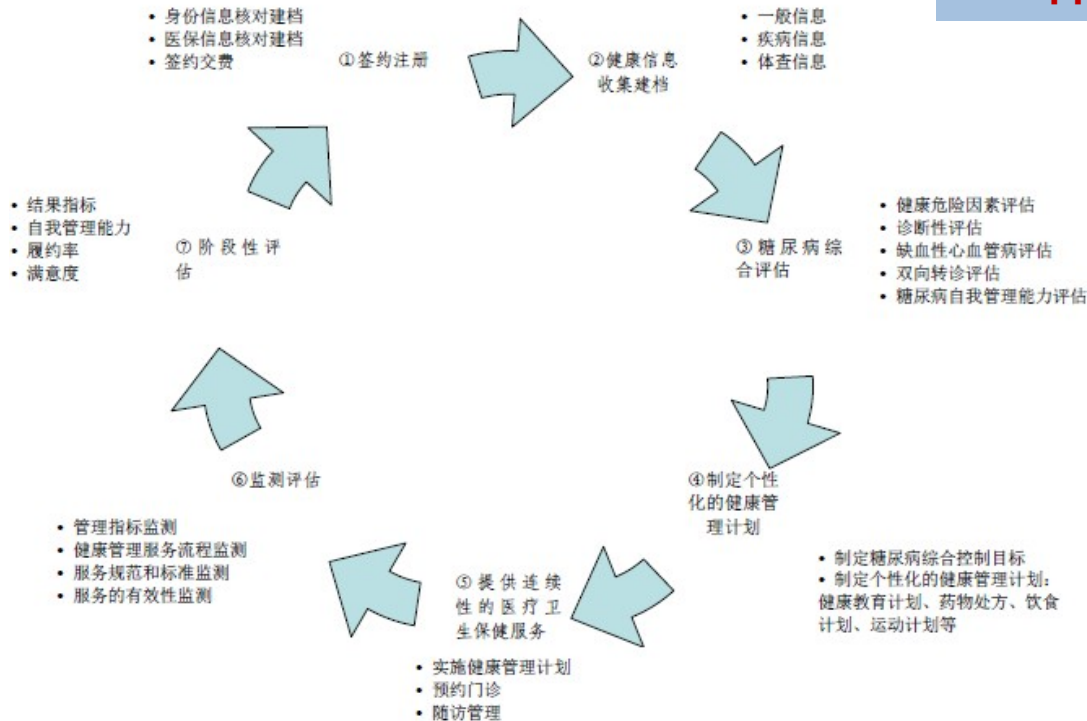 • 身份信息核对建档
• 医保信息核对建档
• 签约交费
①签约注册
②健康信息
收集建档
• 一般信息
• 疾病信息
• 体查信息
③糖尿病综
合评估
• 健康危险因素评估
• 诊断性评估
• 缺血性心血管病评估
• 双向转诊评估
• 糖尿病自我管理能力评估
④制定个性
化的健康管
理计划
• 制定糖尿病综合控制目标
• 制定个性化的健康管理计划：
健康教育计划、药物处方、饮食
计划、运动计划等
⑤提供连续
性的医疗卫
生保健服务
• 实施健康管理计划
• 预约门诊
• 随访管理
⑥监测评估
• 管理指标监测
• 健康管理服务流程监测
• 服务规范和标准监测
• 服务的有效性监测
⑦阶段性评
估
• 结果指标
• 自我管理能力
• 履约率
• 满意度